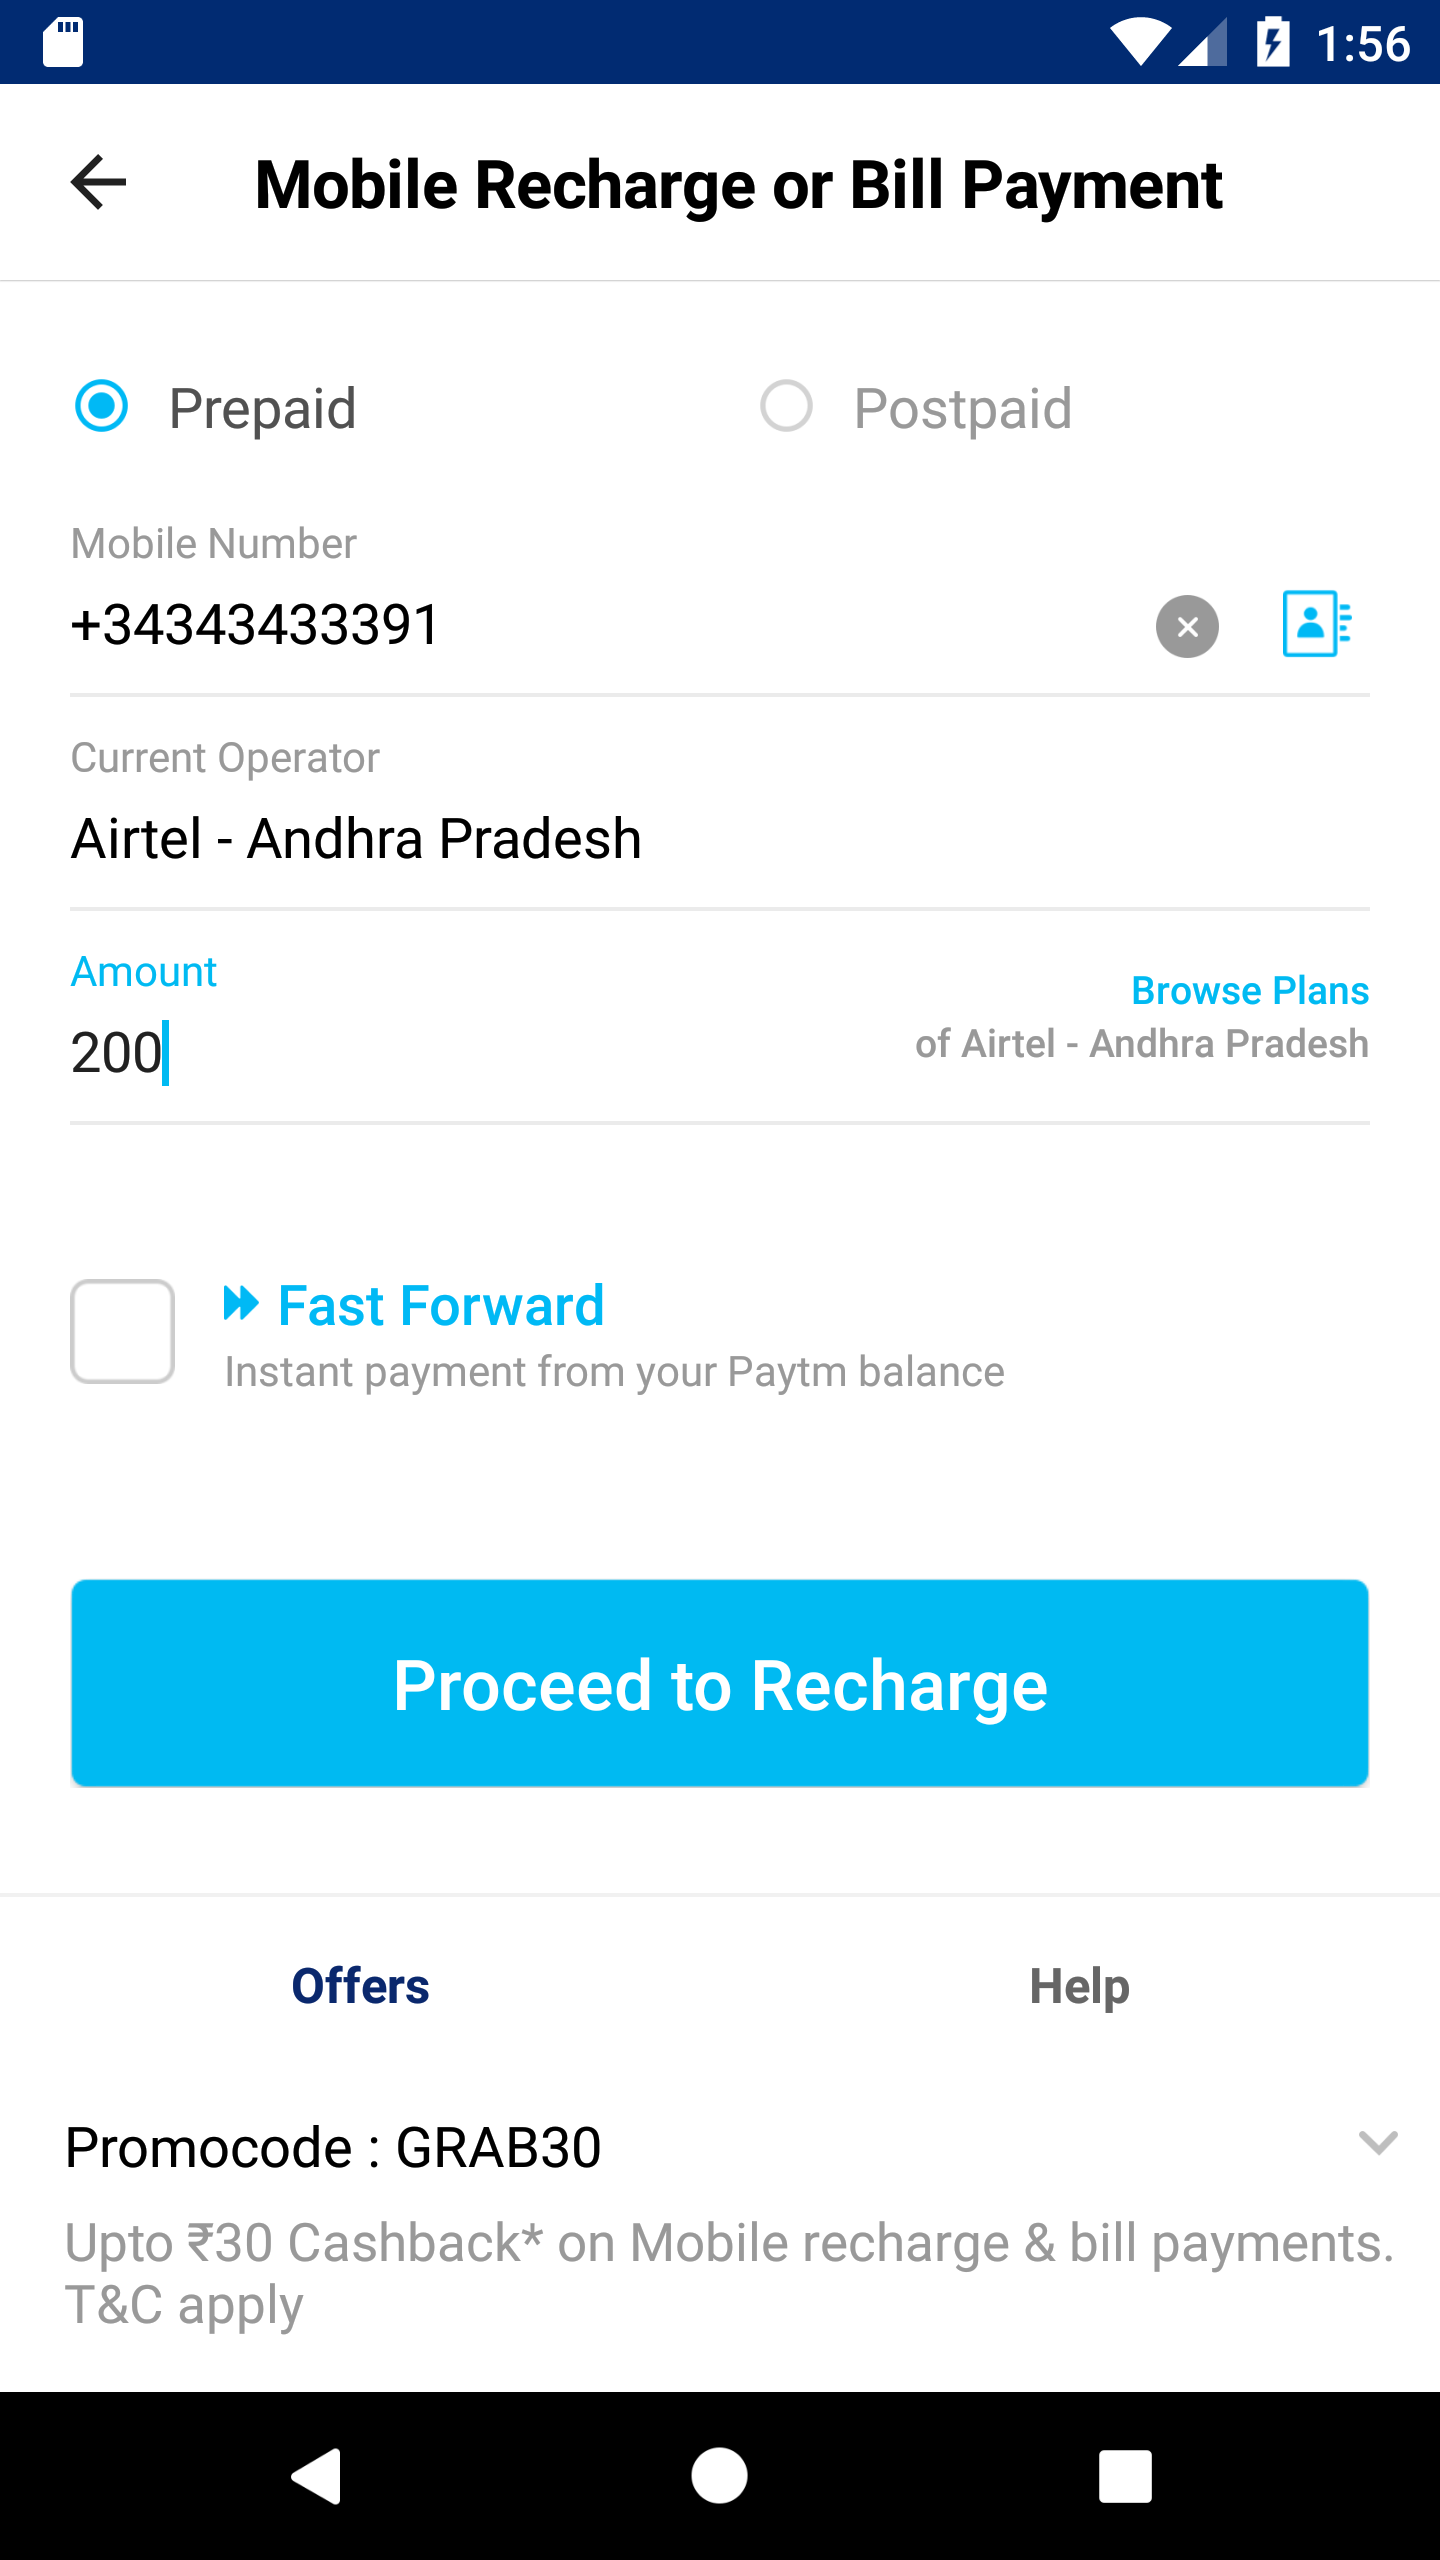 1:56
Mobile Recharge or Bill Payment
Prepaid
Postpaid
Mobile Number
+34343433391
Current Operator
Airtel - Andhra Pradesh
Amount
Browse Plans
200
of Airtel - Andhra Pradesh
Fast Forward
Instant payment from your Paytm balance
Proceed to Recharge
Offers
Help
Promocode : GRAB30
Upto ₹30 Cashback* on Mobile recharge & bill payments.
T&C apply